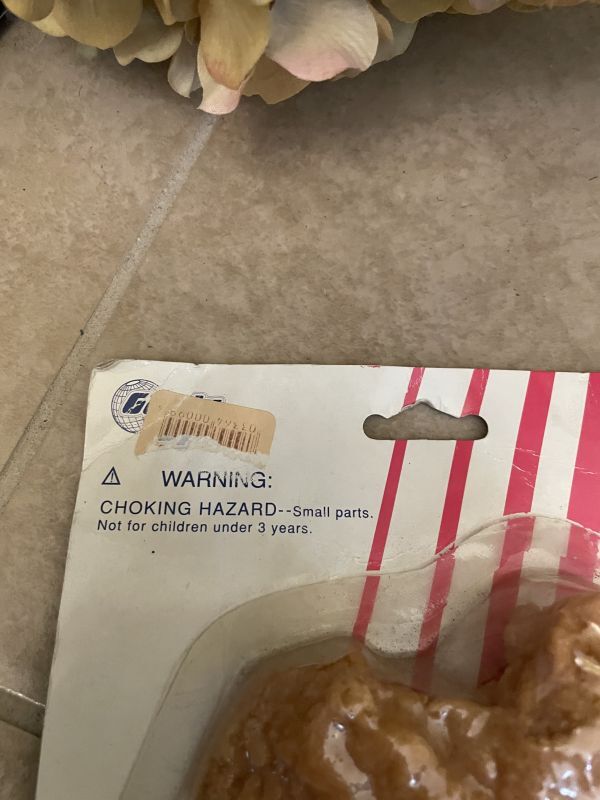 WARNING:
CHOKING HAZARD--Small parts.
Not for children under 3 years.